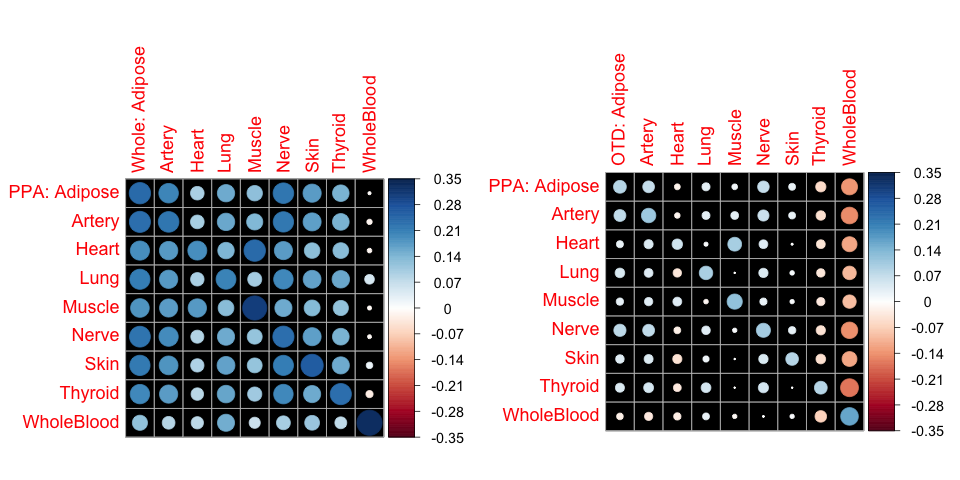 Whole: Adipose
Artery
Heart
Lung
Muscle
Nerve
Skin
Thyroid
WholeBlood
PPA: Adipose
Artery
Heart
Lung
Muscle
Nerve
Skin
Thyroid
WholeBlood
0.35
0.28
0.21
0.14
0.07
0
-0.07
-0.14
-0.21
-0.28
-0.35
OTD: Adipose
Artery
Heart
Lung
Muscle
Nerve
Skin
Thyroid
WholeBlood
PPA: Adipose
Artery
Heart
Lung
Muscle
Nerve
Skin
Thyroid
WholeBlood
0.35
0.28
0.21
0.14
0.07
0
-0.07
-0.14
-0.21
-0.28
-0.35